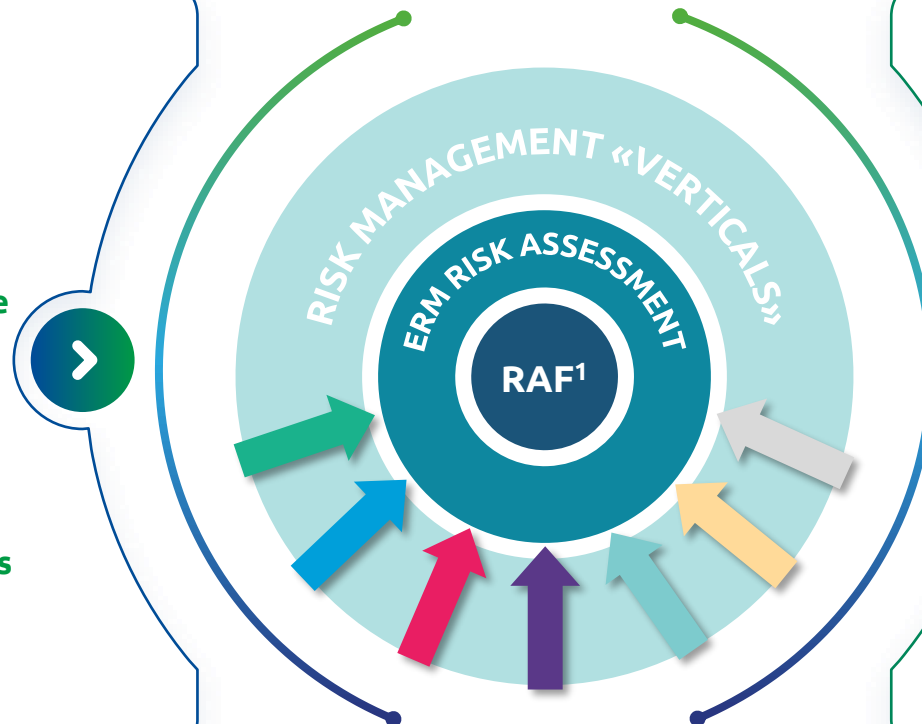 RISK MANAGEMENT «VERTICALS»
ERM RISK ASSESSMENT
e
RAF¹
s